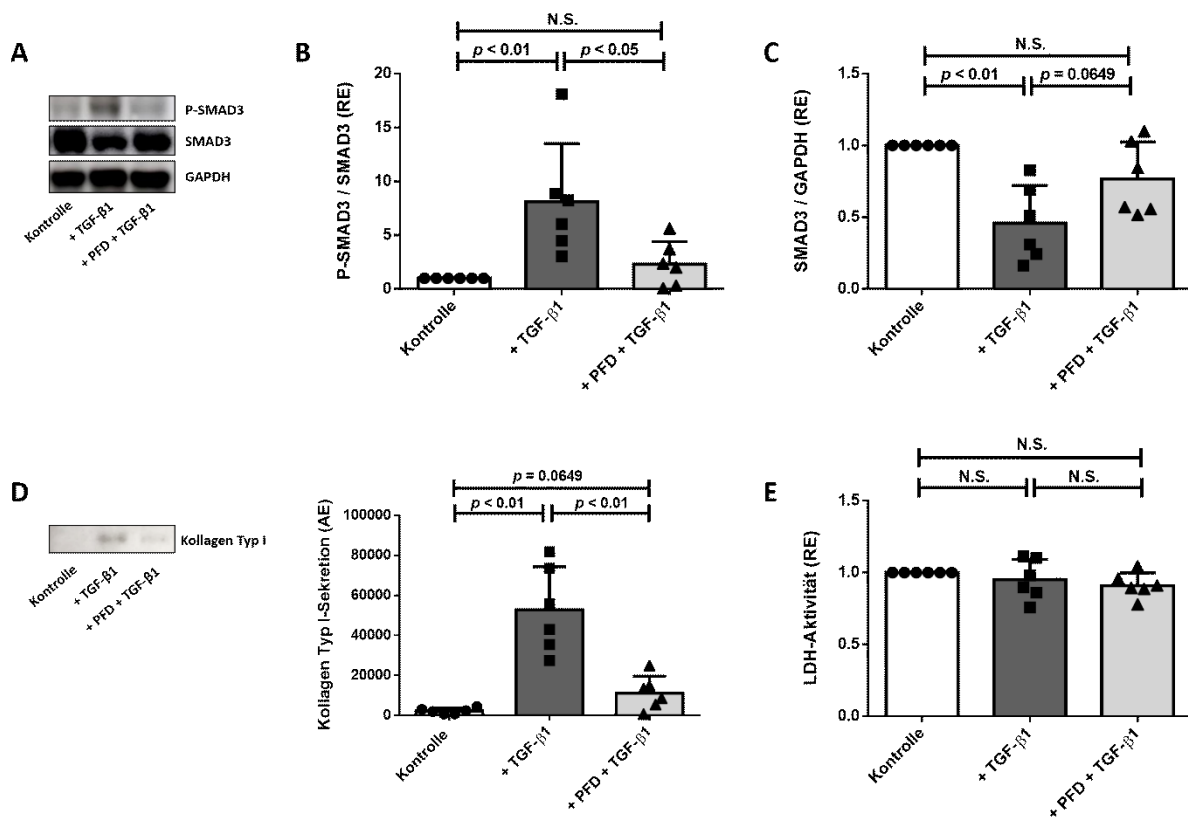 A
P-SMAD3
SMAD3
GAPDH
Kontrolle
+ TGF-β1
+ PFD + TGF-β1
B
N.S.
p < 0.01
p < 0.05
P-SMAD3 / SMAD3 (RE)
20
15
10
5
0
Kontrolle
+ TGF-β1
+ PFD + TGF-β1
C
N.S.
p < 0.01
p = 0.0649
SMAD3 / GAPDH (RE)
1.5
1.0
0.5
0.0
Kontrolle
+ TGF-β1
+ PFD + TGF-β1
D
Kollagen Typ I
Kontrolle
+ TGF-β1
+ PFD + TGF-β1
p = 0.0649
p < 0.01
p < 0.01
Kollagen Typ I-Sekretion (AE)
100000
80000
60000
40000
20000
0
Kontrolle
+ TGF-β1
+ PFD + TGF-β1
E
N.S.
N.S.
N.S.
LDH-Aktivität (RE)
1.5
1.0
0.5
0.0
Kontrolle
+ TGF-β1
+ PFD + TGF-β1